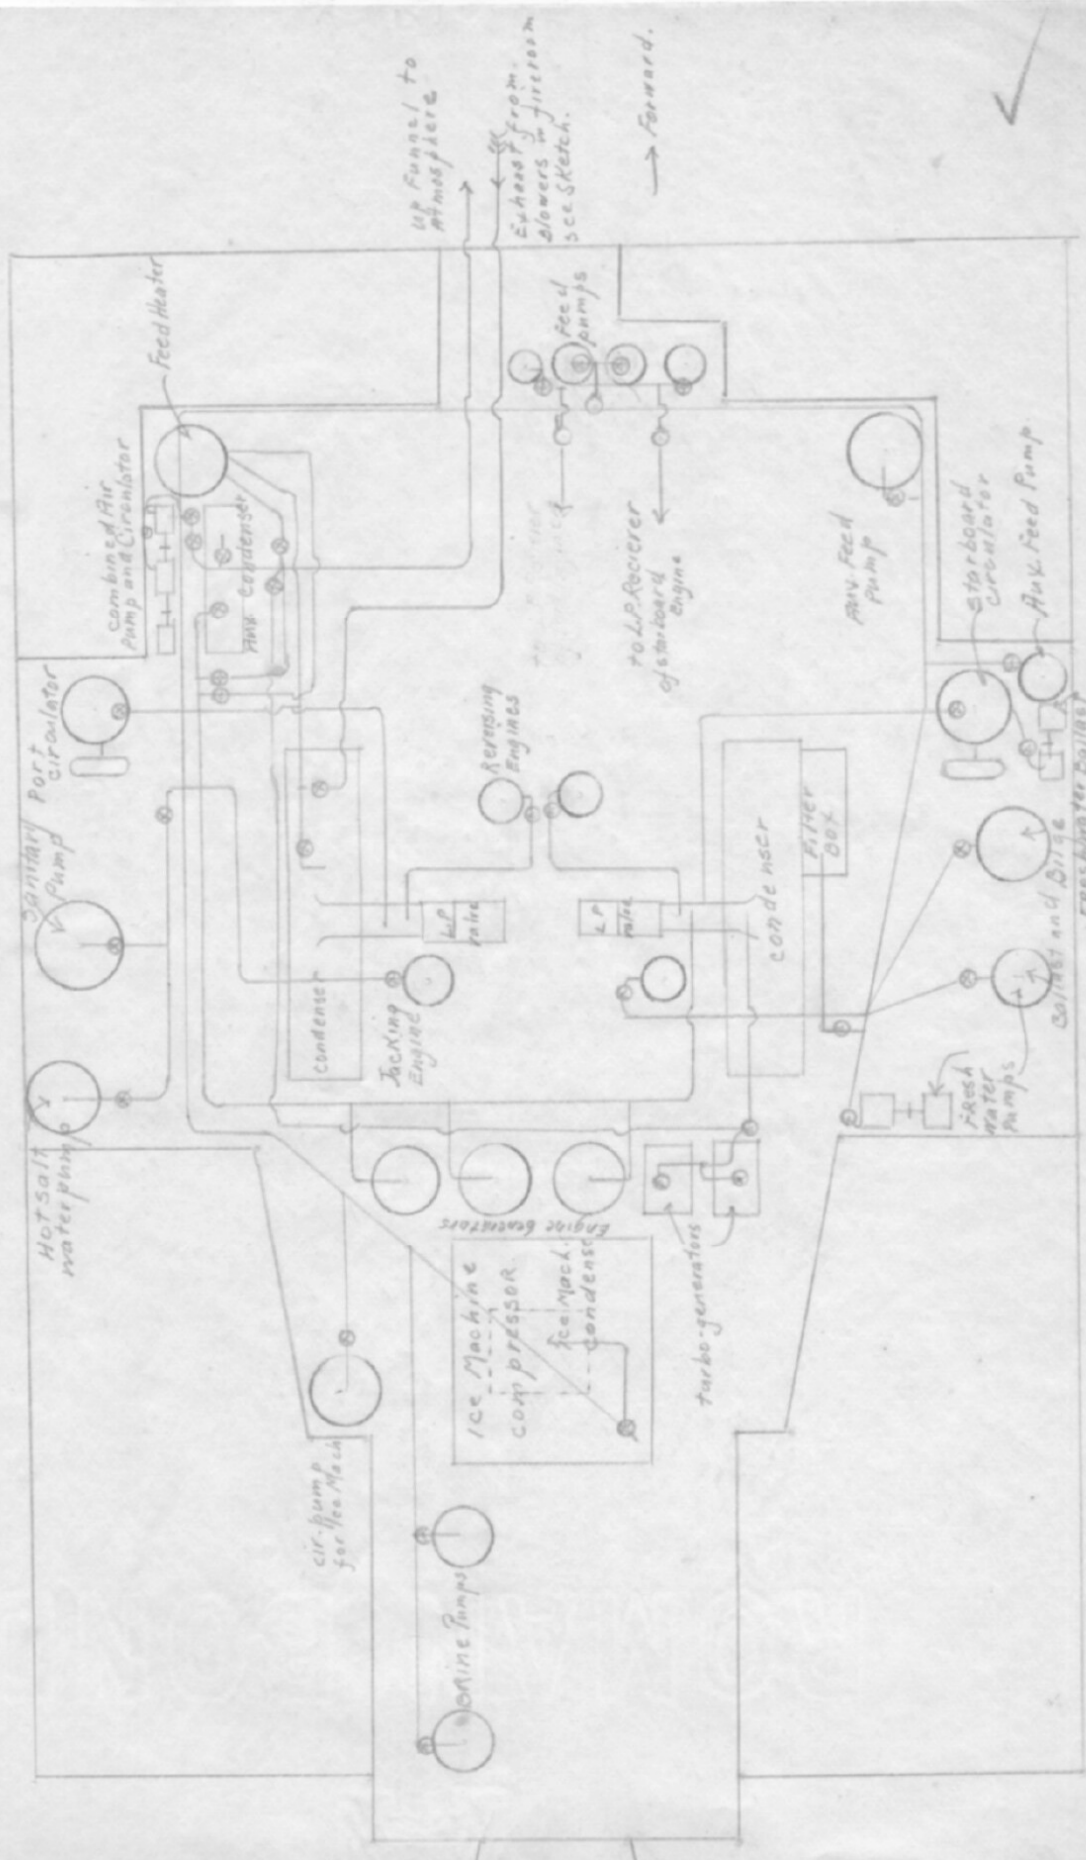 up Funnel to
Atmosphere
Exhaust from
Blowers in fireroom
see Sketch.
→ Forward.
Feed Heater
Feed
pumps
combined Air
Pump and Circulator
Aux. Condenser
Port
circulator
Sanitary
Pump
Hot salt
water pump
to L.P. Reciever
of starboard
engine
Reversing
Engines
Aux. Feed
Pump
Starboard
circulator
Aux. Feed Pump.
Filter
Box
condenser
L.P.
valve
L.P.
valve
condenser
Jacking
Engine
Ballast and Bilge
Fresh
Water
Pumps
Engine Generators
turbo-generators
Ice Machine
compressor
Ice Mach.
condenser
cir. pump
for Ice Mach
Brine Pumps